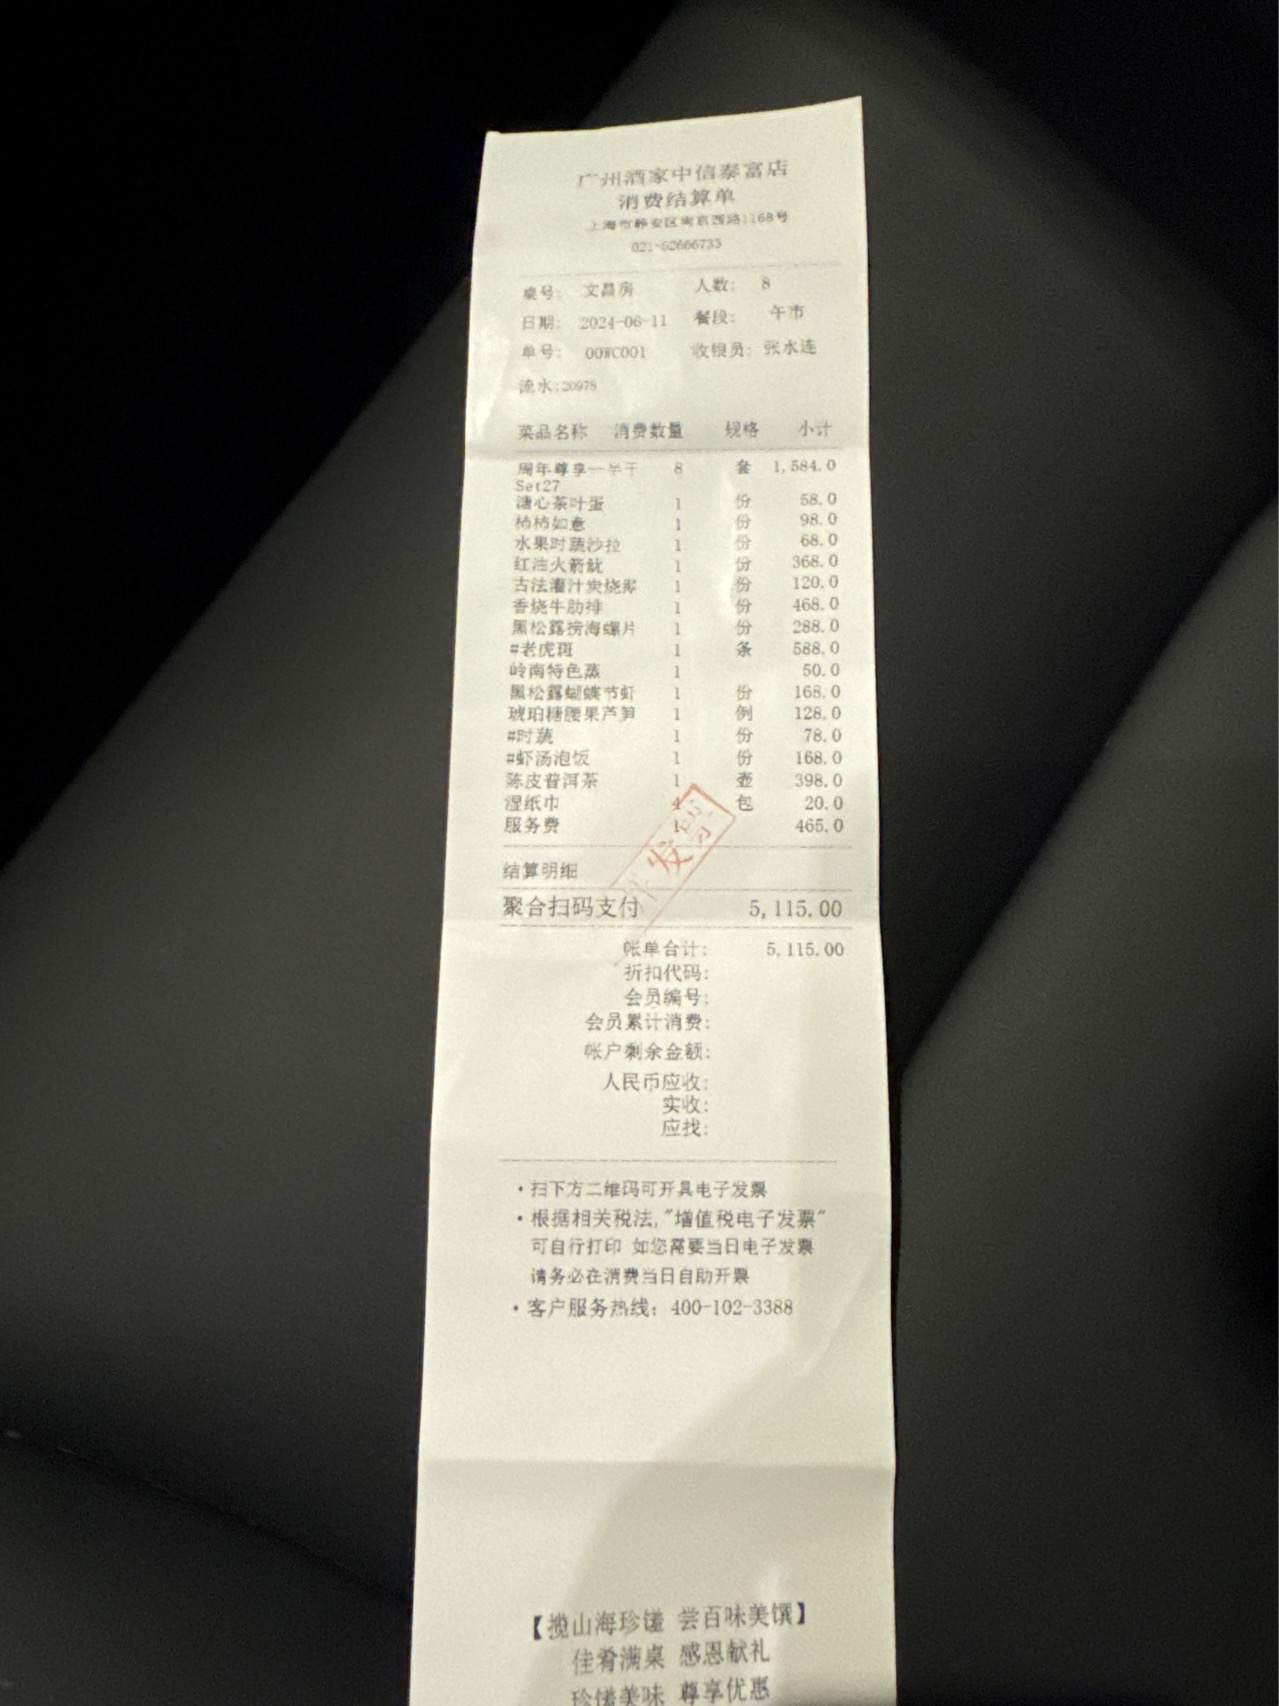 广州酒家中信泰富店
消费结算单
上海市静安区南京西路1168号
021-52666733
桌号: 文昌房 人数: 8
日期: 2024-06-11 餐段: 午市
单号: 00WC001 收银员: 张水连
流水:20978
菜品名称 消费数量 规格 小计
周年尊享一半干 8 套 1,584.0
Set27
溏心茶叶蛋 1 份 58.0
柿柿如意 1 份 98.0
水果时蔬沙拉 1 份 68.0
红油火箭鱿 1 份 368.0
古法灌汁炭烧 1 份 120.0
香烧牛肋排 1 份 468.0
黑松露捞海螺片 1 份 288.0
#老虎斑 1 条 588.0
岭南特色蒸 1 50.0
黑松露蝴蝶节虾 1 份 168.0
琥珀糖腰果芦笋 1 例 128.0
#时蔬 1 份 78.0
#虾汤泡饭 1 份 168.0
陈皮普洱茶 1 壶 398.0
湿纸巾 4 包 20.0
服务费 1 465.0
发票
结算明细
聚合扫码支付 5,115.00
帐单合计: 5,115.00
折扣代码:
会员编号:
会员累计消费:
帐户剩余金额:
人民币应收:
实收:
应找:
·扫下方二维码可开具电子发票
·根据相关税法,"增值税电子发票"
可自行打印 如您需要当日电子发票
请务必在消费当日自助开票
·客户服务热线: 400-102-3388
【揽山海珍馐 尝百味美馔】
佳肴满桌 感恩献礼
珍馐美味 尊享优惠